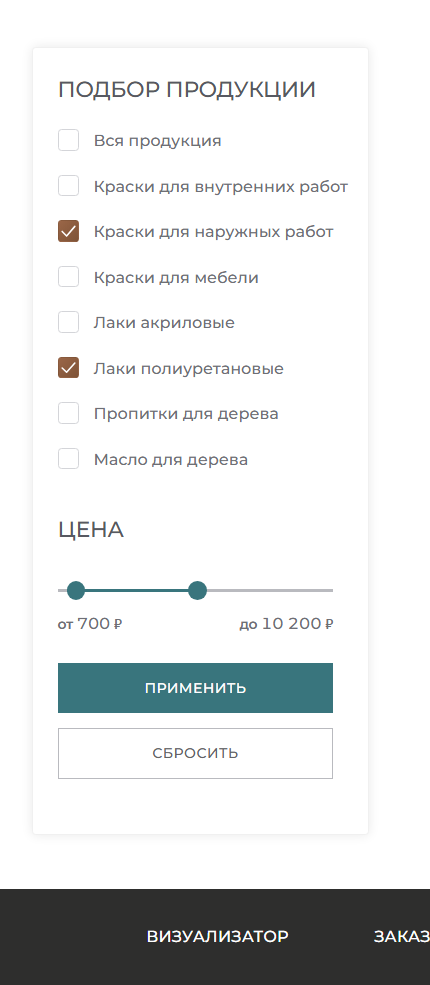 ПОДБОР ПРОДУКЦИИ
Вся продукция
Краски для внутренних работ
Краски для наружных работ
Краски для мебели
Лаки акриловые
Лаки полиуретановые
Пропитки для дерева
Масло для дерева
ЦЕНА
от 700 ₽ до 10 200 ₽
ПРИМЕНИТЬ
СБРОСИТЬ
ВИЗУАЛИЗАТОР ЗАКАЗ